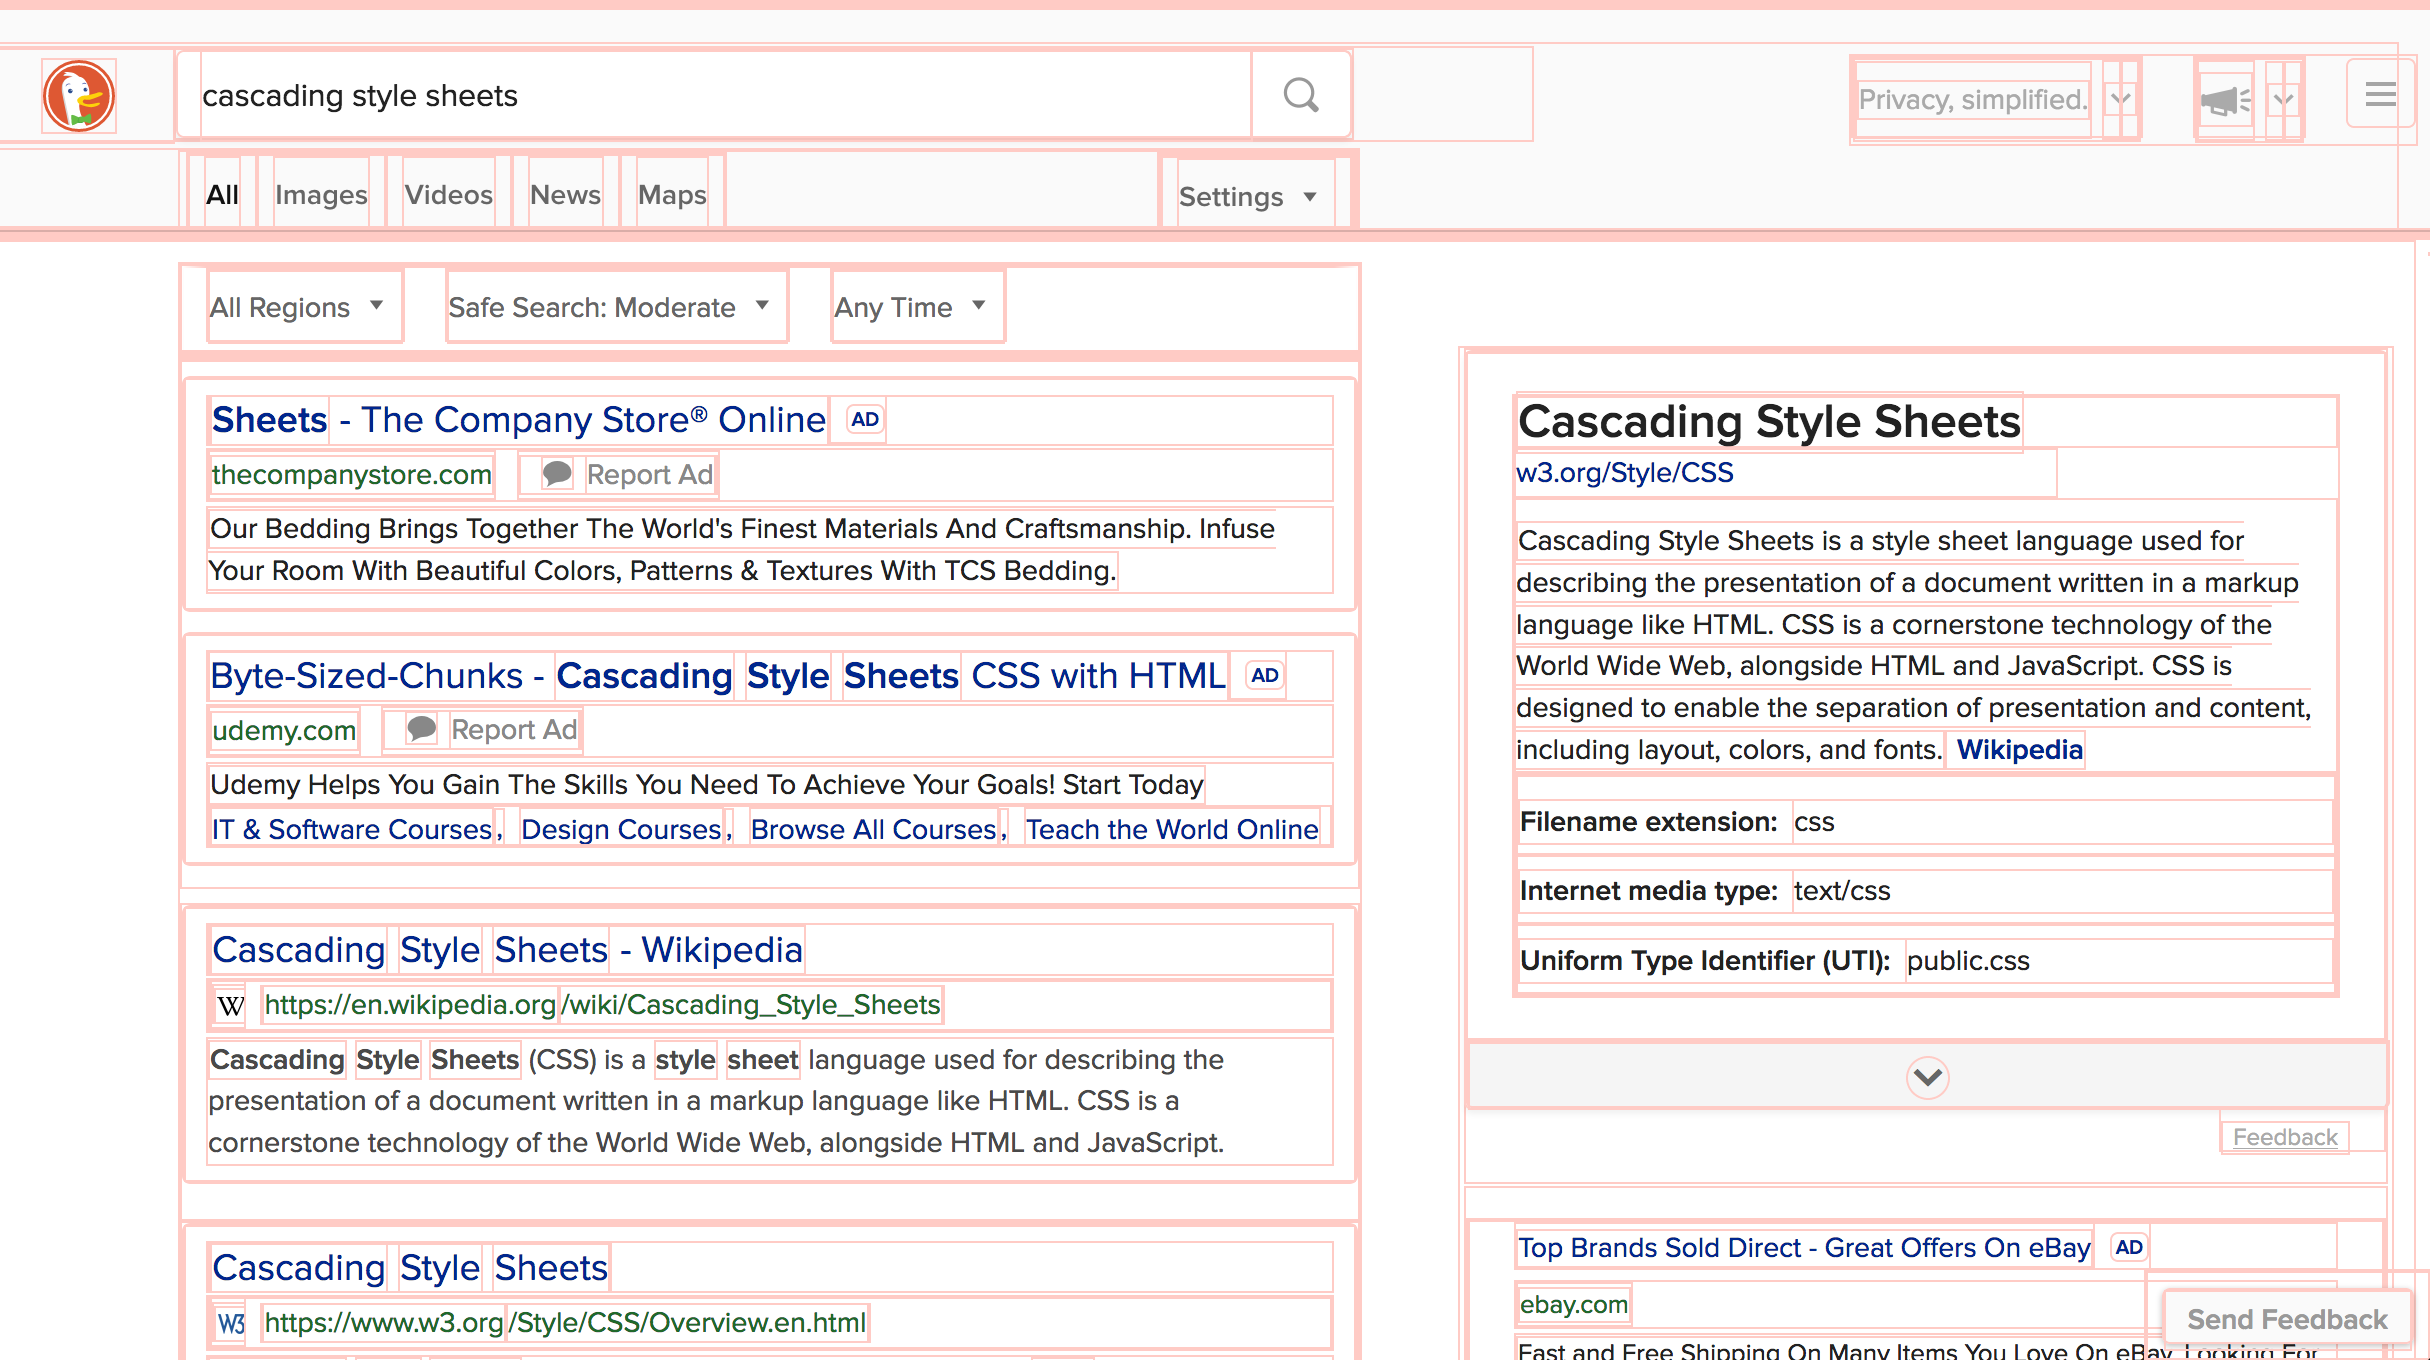 cascading style sheets
Privacy, simplified.
All Images Videos News Maps Settings
All Regions Safe Search: Moderate Any Time
Sheets - The Company Store® Online AD
thecompanystore.com Report Ad
Our Bedding Brings Together The World's Finest Materials And Craftsmanship. Infuse
Your Room With Beautiful Colors, Patterns & Textures With TCS Bedding.
Byte-Sized-Chunks - Cascading Style Sheets CSS with HTML AD
udemy.com Report Ad
Udemy Helps You Gain The Skills You Need To Achieve Your Goals! Start Today
IT & Software Courses, Design Courses, Browse All Courses, Teach the World Online
Cascading Style Sheets - Wikipedia
W https://en.wikipedia.org/wiki/Cascading_Style_Sheets
Cascading Style Sheets (CSS) is a style sheet language used for describing the
presentation of a document written in a markup language like HTML. CSS is a
cornerstone technology of the World Wide Web, alongside HTML and JavaScript.
Cascading Style Sheets
W3 https://www.w3.org/Style/CSS/Overview.en.html
Cascading Style Sheets
w3.org/Style/CSS
Cascading Style Sheets is a style sheet language used for
describing the presentation of a document written in a markup
language like HTML. CSS is a cornerstone technology of the
World Wide Web, alongside HTML and JavaScript. CSS is
designed to enable the separation of presentation and content,
including layout, colors, and fonts. Wikipedia
Filename extension: css
Internet media type: text/css
Uniform Type Identifier (UTI): public.css
Feedback
Top Brands Sold Direct - Great Offers On eBay AD
ebay.com
Send Feedback
Fast and Free Shipping On Many Items You Love On eBay. Looking For